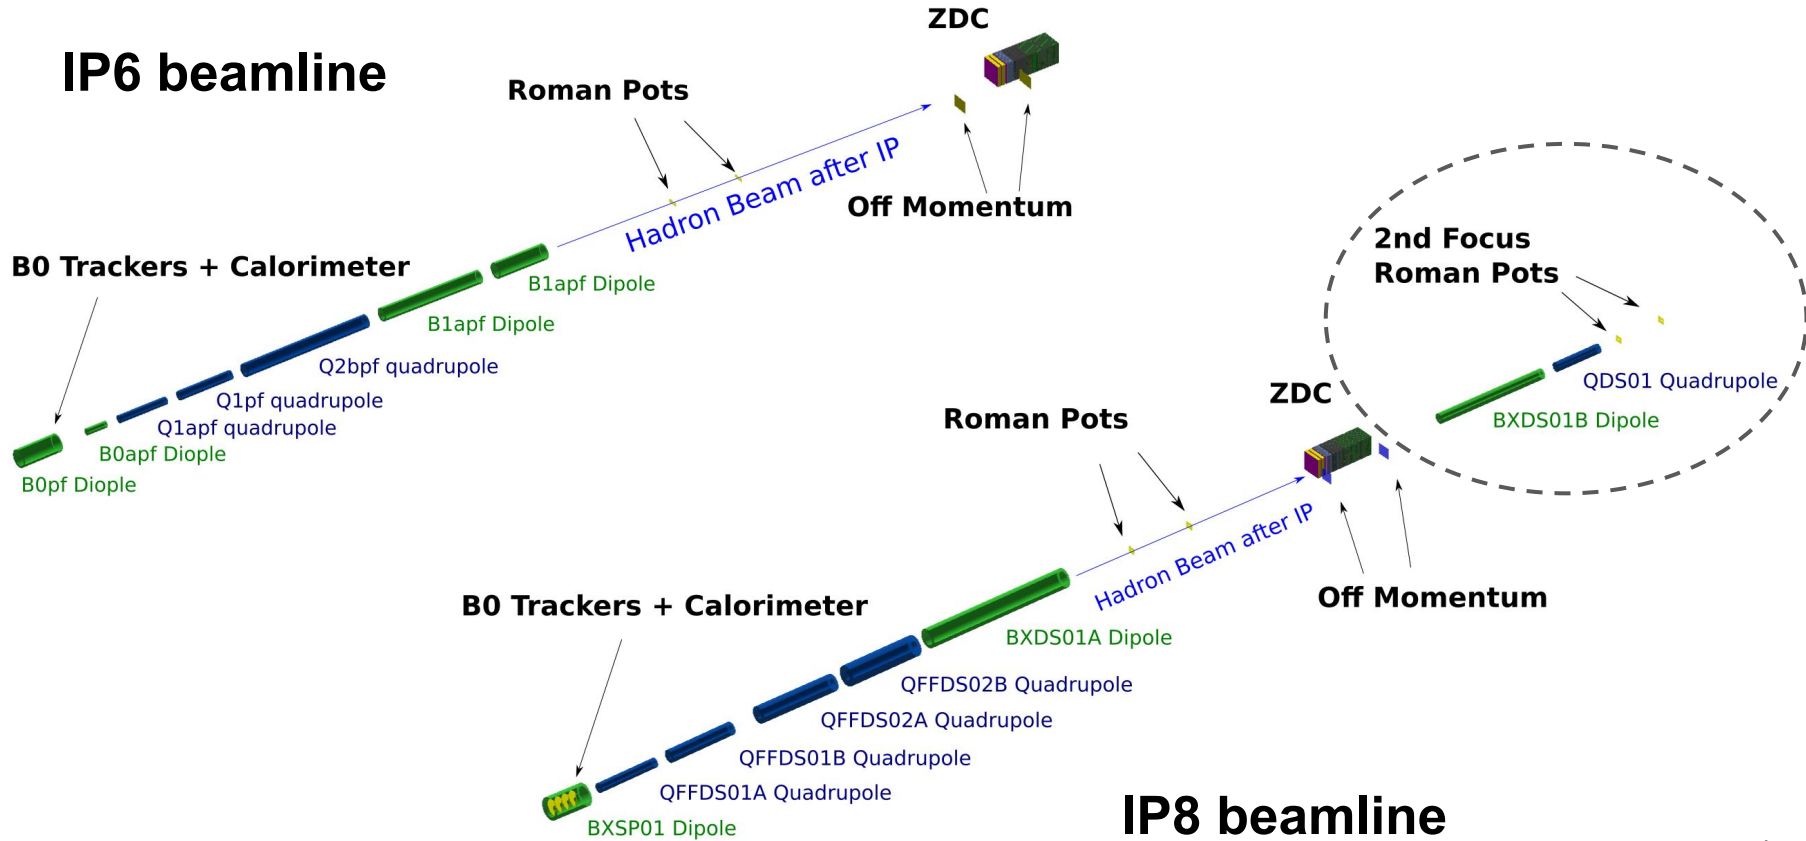 IP6 beamline
ZDC
Roman Pots
Hadron Beam after IP
Off Momentum
B0 Trackers + Calorimeter
B1apf Dipole
B1apf Dipole
Q2bpf quadrupole
Q1pf quadrupole
Q1apf quadrupole
B0apf Diople
B0pf Diople
2nd Focus
Roman Pots
QDS01 Quadrupole
BXDS01B Dipole
ZDC
Roman Pots
Hadron Beam after IP
Off Momentum
B0 Trackers + Calorimeter
BXDS01A Dipole
QFFDS02B Quadrupole
QFFDS02A Quadrupole
QFFDS01B Quadrupole
QFFDS01A Quadrupole
BXSP01 Dipole
IP8 beamline